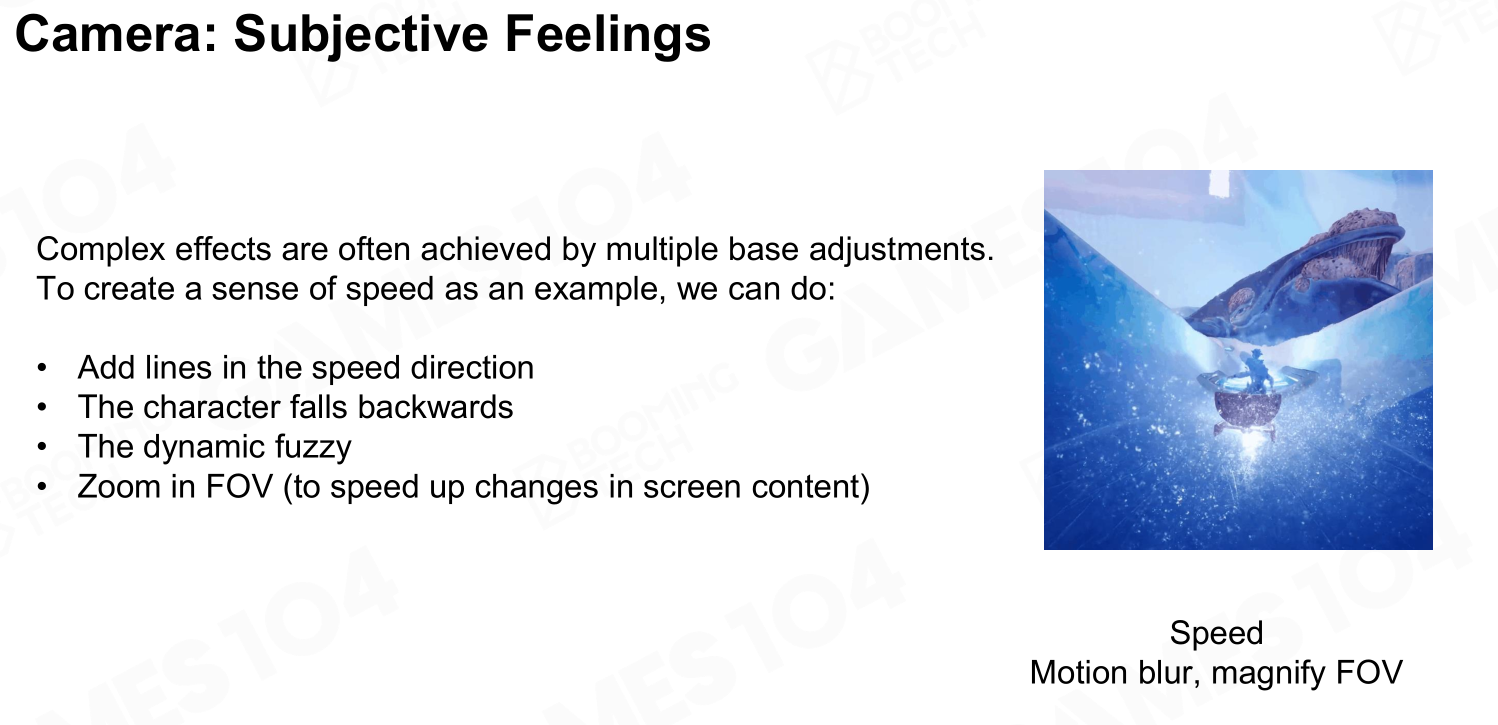 Camera: Subjective Feelings
Complex effects are often achieved by multiple base adjustments.
To create a sense of speed as an example, we can do:
• Add lines in the speed direction
• The character falls backwards
• The dynamic fuzzy
• Zoom in FOV (to speed up changes in screen content)
Speed
Motion blur, magnify FOV
BOOMING
TECH
GAMES104